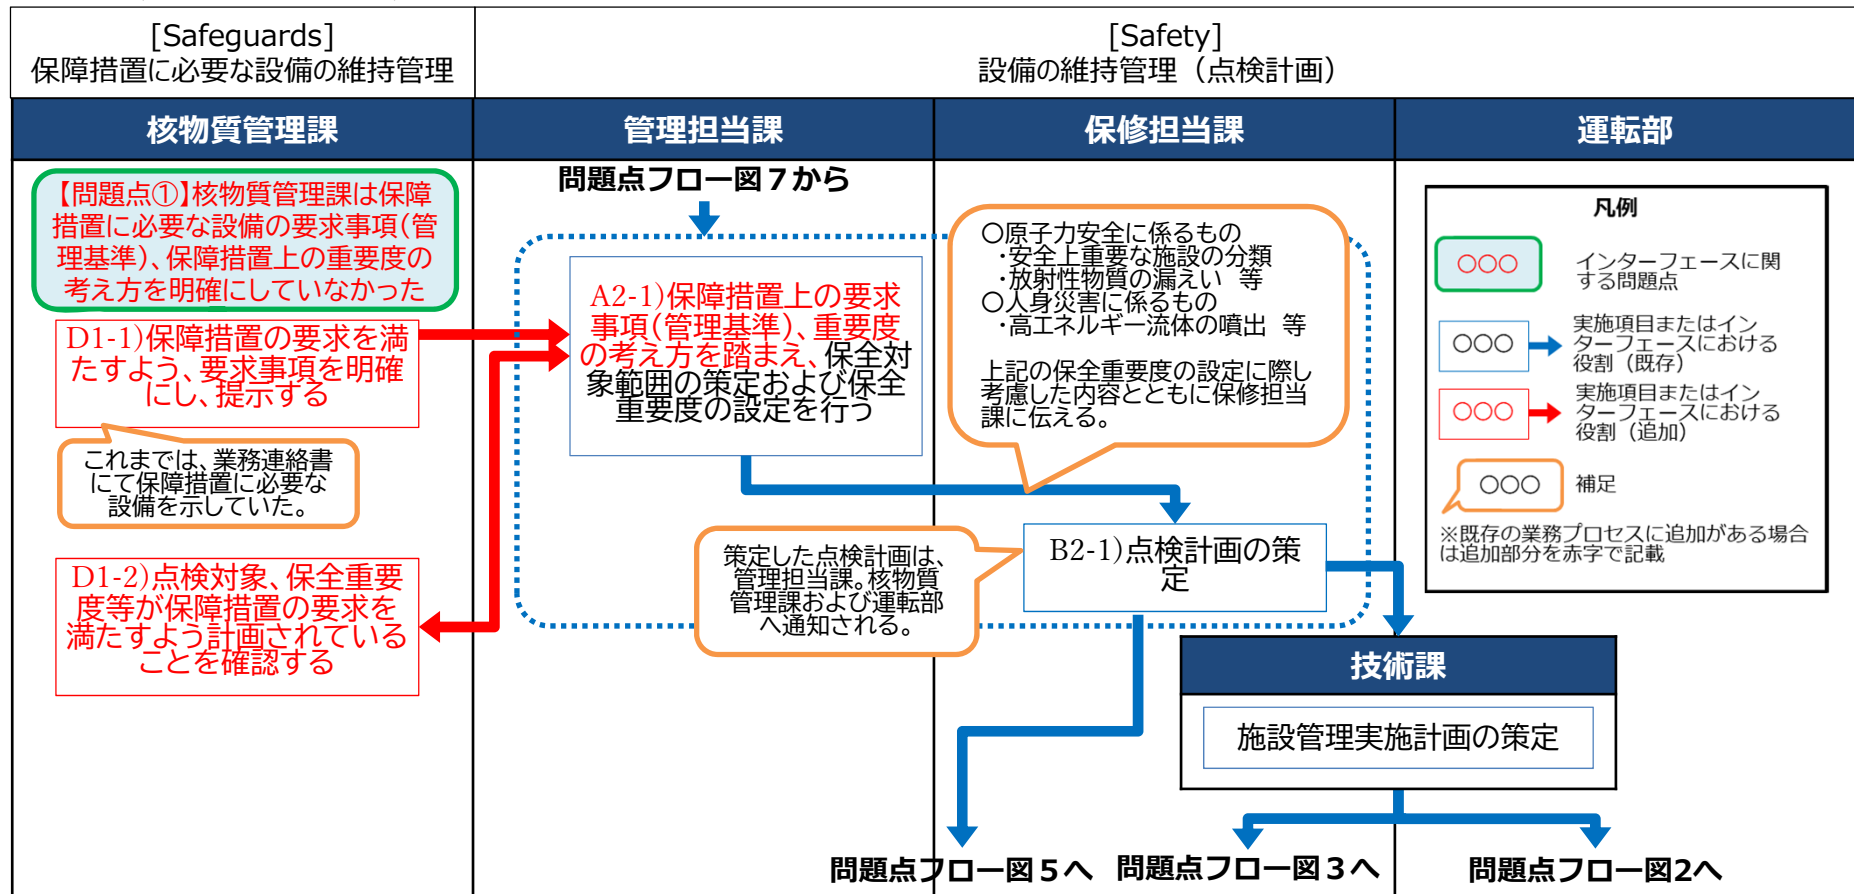 [Safeguards]
保障措置に必要な設備の維持管理
[Safety]
設備の維持管理（点検計画）
核物質管理課
管理担当課
保修担当課
運転部
【問題点①】核物質管理課は保障
措置に必要な設備の要求事項（管
理基準）、保障措置上の重要度の
考え方を明確にしていなかった
D1-1)保障措置の要求を満
たすよう、要求事項を明確
にし、提示する
これまでは、業務連絡書
にて保障措置に必要な
設備を示していた。
D1-2)点検対象、保全重要
度等が保障措置の要求を
満たすよう計画されている
ことを確認する
問題点フロー図７から
A2-1)保障措置上の要求
事項（管理基準）、重要度
の考え方を踏まえ、保全対
象範囲の策定および保全
重要度の設定を行う
〇原子力安全に係るもの
・安全上重要な施設の分類
・放射性物質の漏えい 等
〇人身災害に係るもの
・高エネルギー流体の噴出 等
上記の保全重要度の設定に際し
考慮した内容とともに保修担当
課に伝える。
策定した点検計画は、
管理担当課。核物質
管理課および運転部
へ通知される。
B2-1)点検計画の策
定
凡例
〇〇〇
インターフェースに関
する問題点
〇〇〇
実施項目またはイン
ターフェースにおける
役割（既存）
〇〇〇
実施項目またはイン
ターフェースにおける
役割（追加）
〇〇〇
補足
※既存の業務プロセスに追加がある場合
は追加部分を赤字で記載
技術課
施設管理実施計画の策定
問題点フロー図５へ
問題点フロー図３へ
問題点フロー図2へ